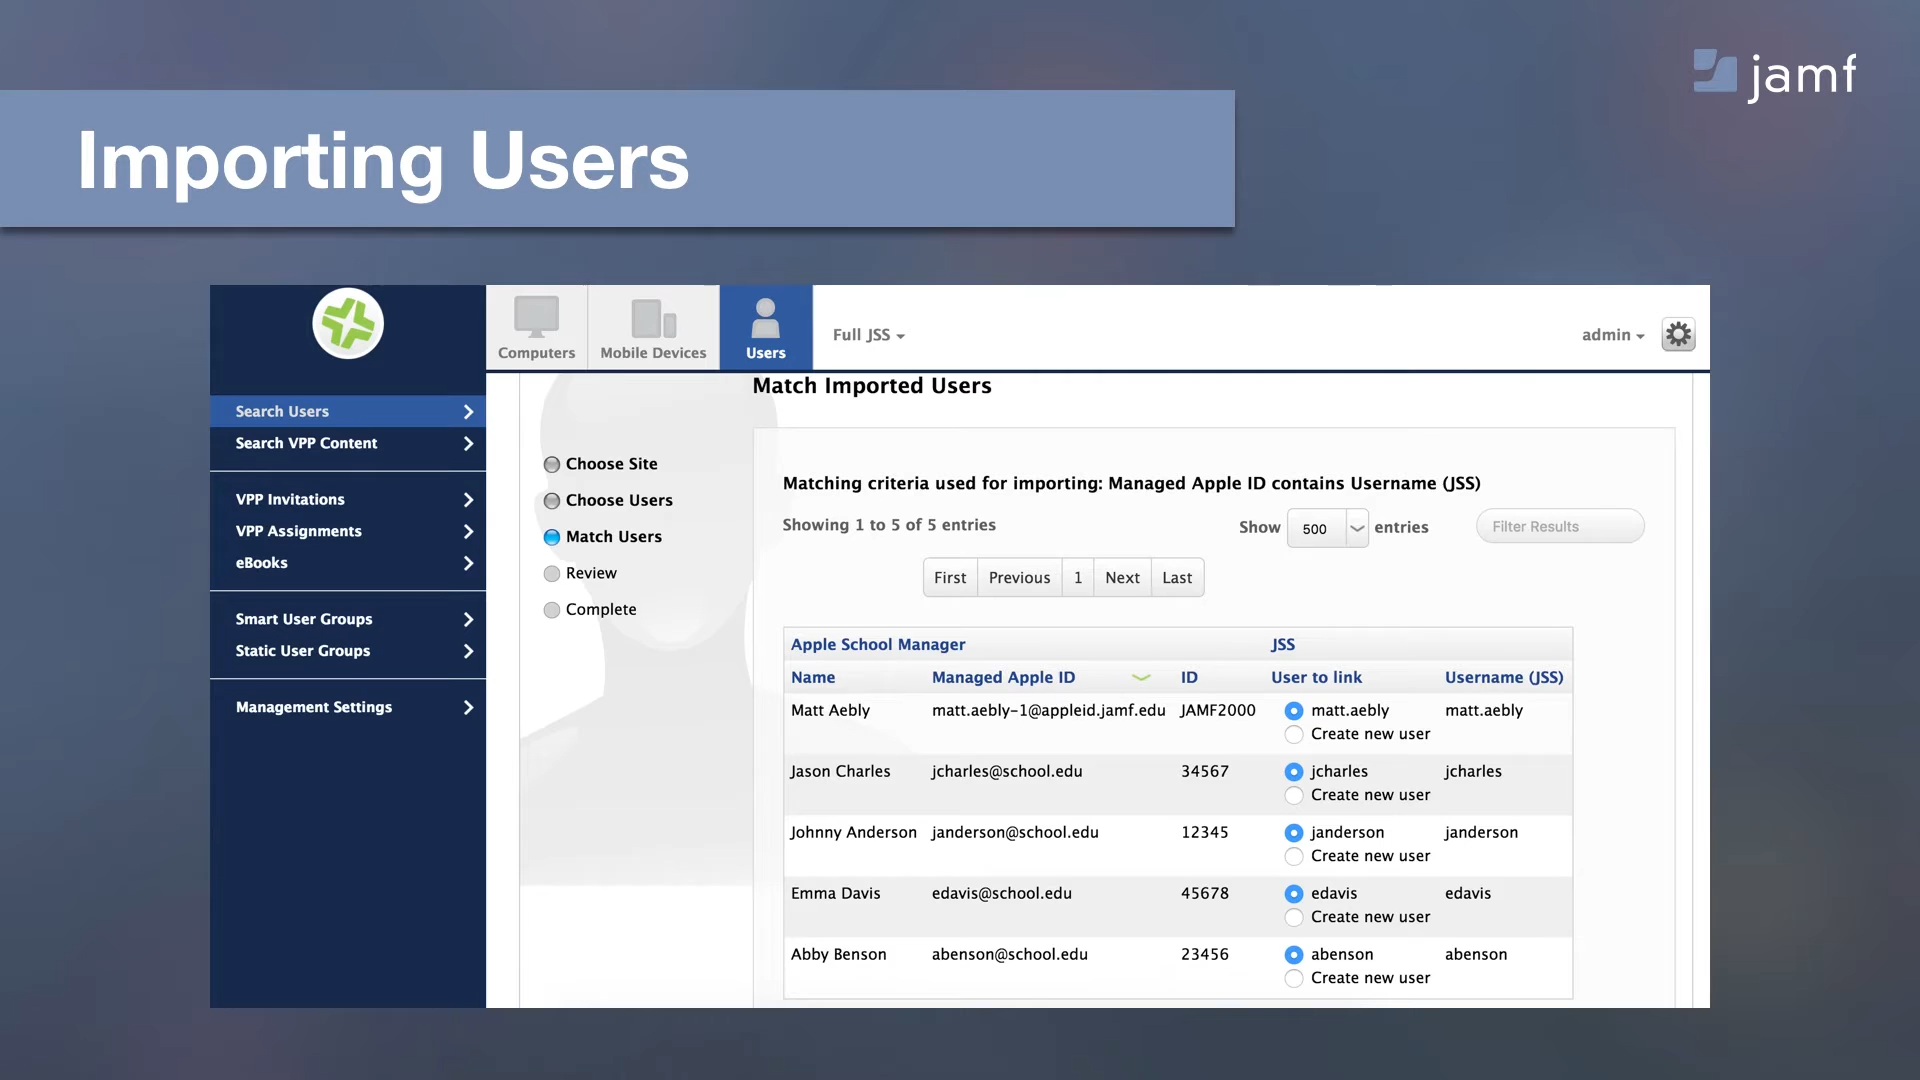 jamf
Importing Users
Computers
Mobile Devices
Users
Full JSS
admin
Search Users
Search VPP Content
VPP Invitations
VPP Assignments
eBooks
Smart User Groups
Static User Groups
Management Settings
Match Imported Users
Choose Site
Choose Users
Match Users
Review
Complete
Matching criteria used for importing: Managed Apple ID contains Username (JSS)
Showing 1 to 5 of 5 entries
Show 500 entries
Filter Results
First Previous 1 Next Last
Apple School Manager JSS
Name Managed Apple ID ID User to link Username (JSS)
Matt Aebly matt.aebly-1@appleid.jamf.edu JAMF2000 matt.aebly matt.aebly
Create new user
Jason Charles jcharles@school.edu 34567 jcharles jcharles
Create new user
Johnny Anderson janderson@school.edu 12345 janderson janderson
Create new user
Emma Davis edavis@school.edu 45678 edavis edavis
Create new user
Abby Benson abenson@school.edu 23456 abenson abenson
Create new user